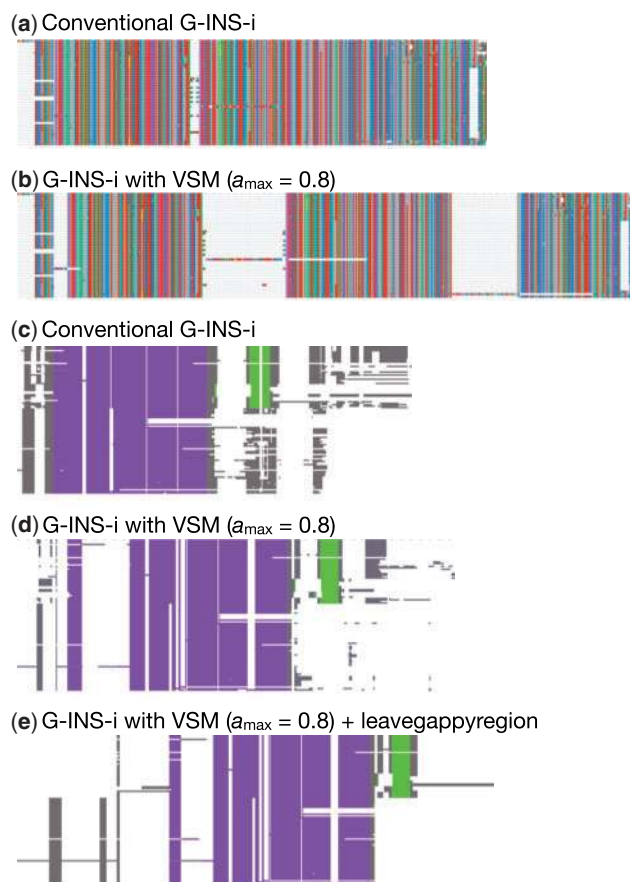 (a) Conventional G-INS-i
(b) G-INS-i with VSM (amax = 0.8)
(c) Conventional G-INS-i
(d) G-INS-i with VSM (amax = 0.8)
(e) G-INS-i with VSM (amax = 0.8) + leavegappyregion